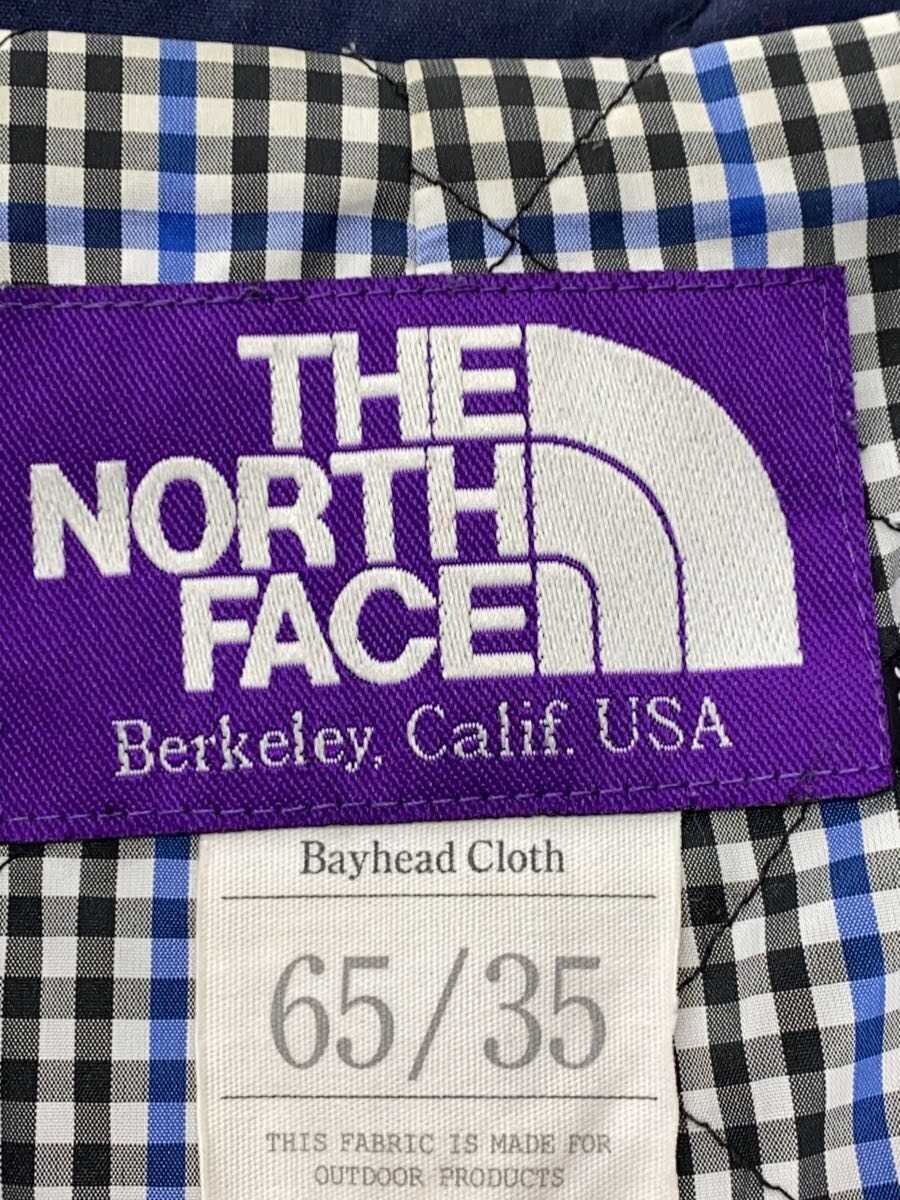 THE
NORTH
FACE
Berkeley, Calif. USA
Bayhead Cloth
65/35
THIS FABRIC IS MADE FOR
OUTDOOR PRODUCTS